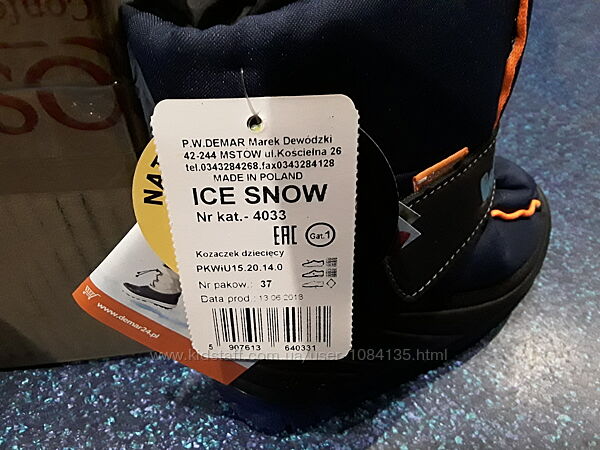 P.W.DEMAR Marek Dewódzki
42-244 MSTÓW ul.Kościelna 26
tel.0343284268,fax0343284128
MADE IN POLAND
ICE SNOW
Nr kat.- 4033
EAC Gat.1
Kozaczek dziecięcy
PKWiU15.20.14.0
Nr pakow.: 37
Data prod.: 13.06.2018
5 907613 640331
NAT
www.demar24.pl
www.kidstaff.com.ua/user-1084135.html